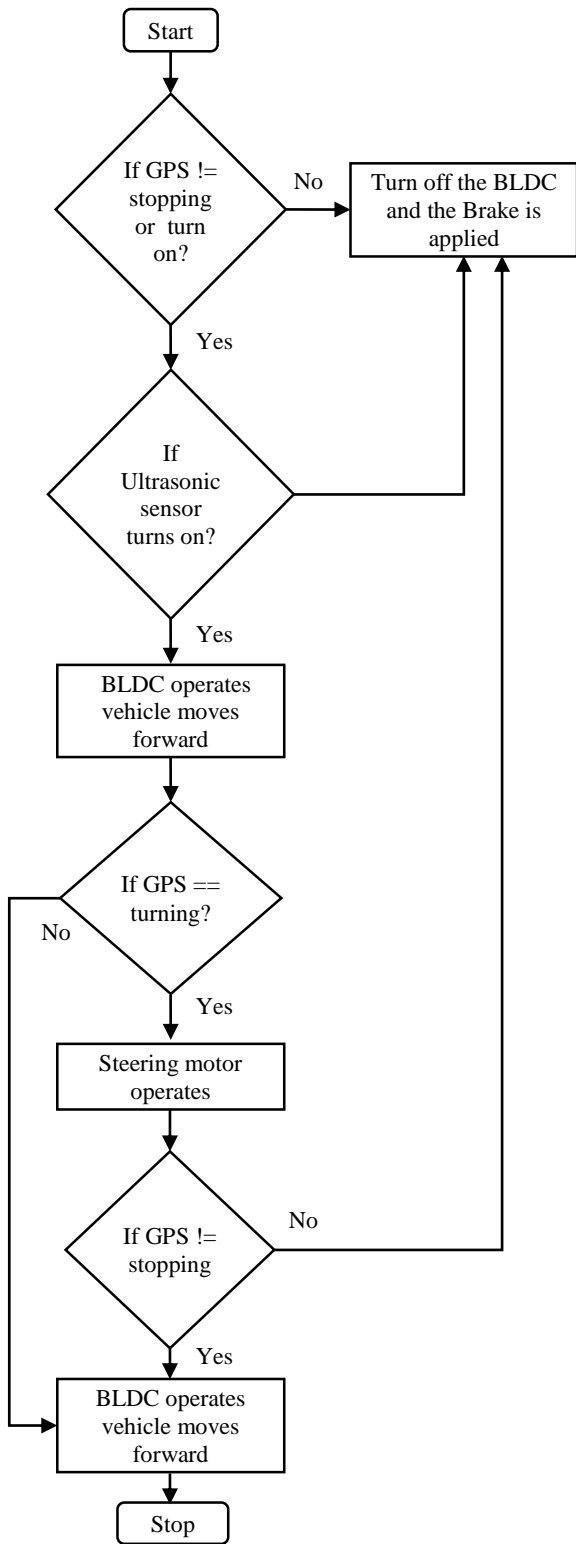 Start
If GPS !=
stopping
or turn
on?
No
Turn off the BLDC
and the Brake is
applied
Yes
If
Ultrasonic
sensor
turns on?
Yes
BLDC operates
vehicle moves
forward
If GPS ==
turning?
No
Yes
Steering motor
operates
If GPS !=
stopping
No
Yes
BLDC operates
vehicle moves
forward
Stop